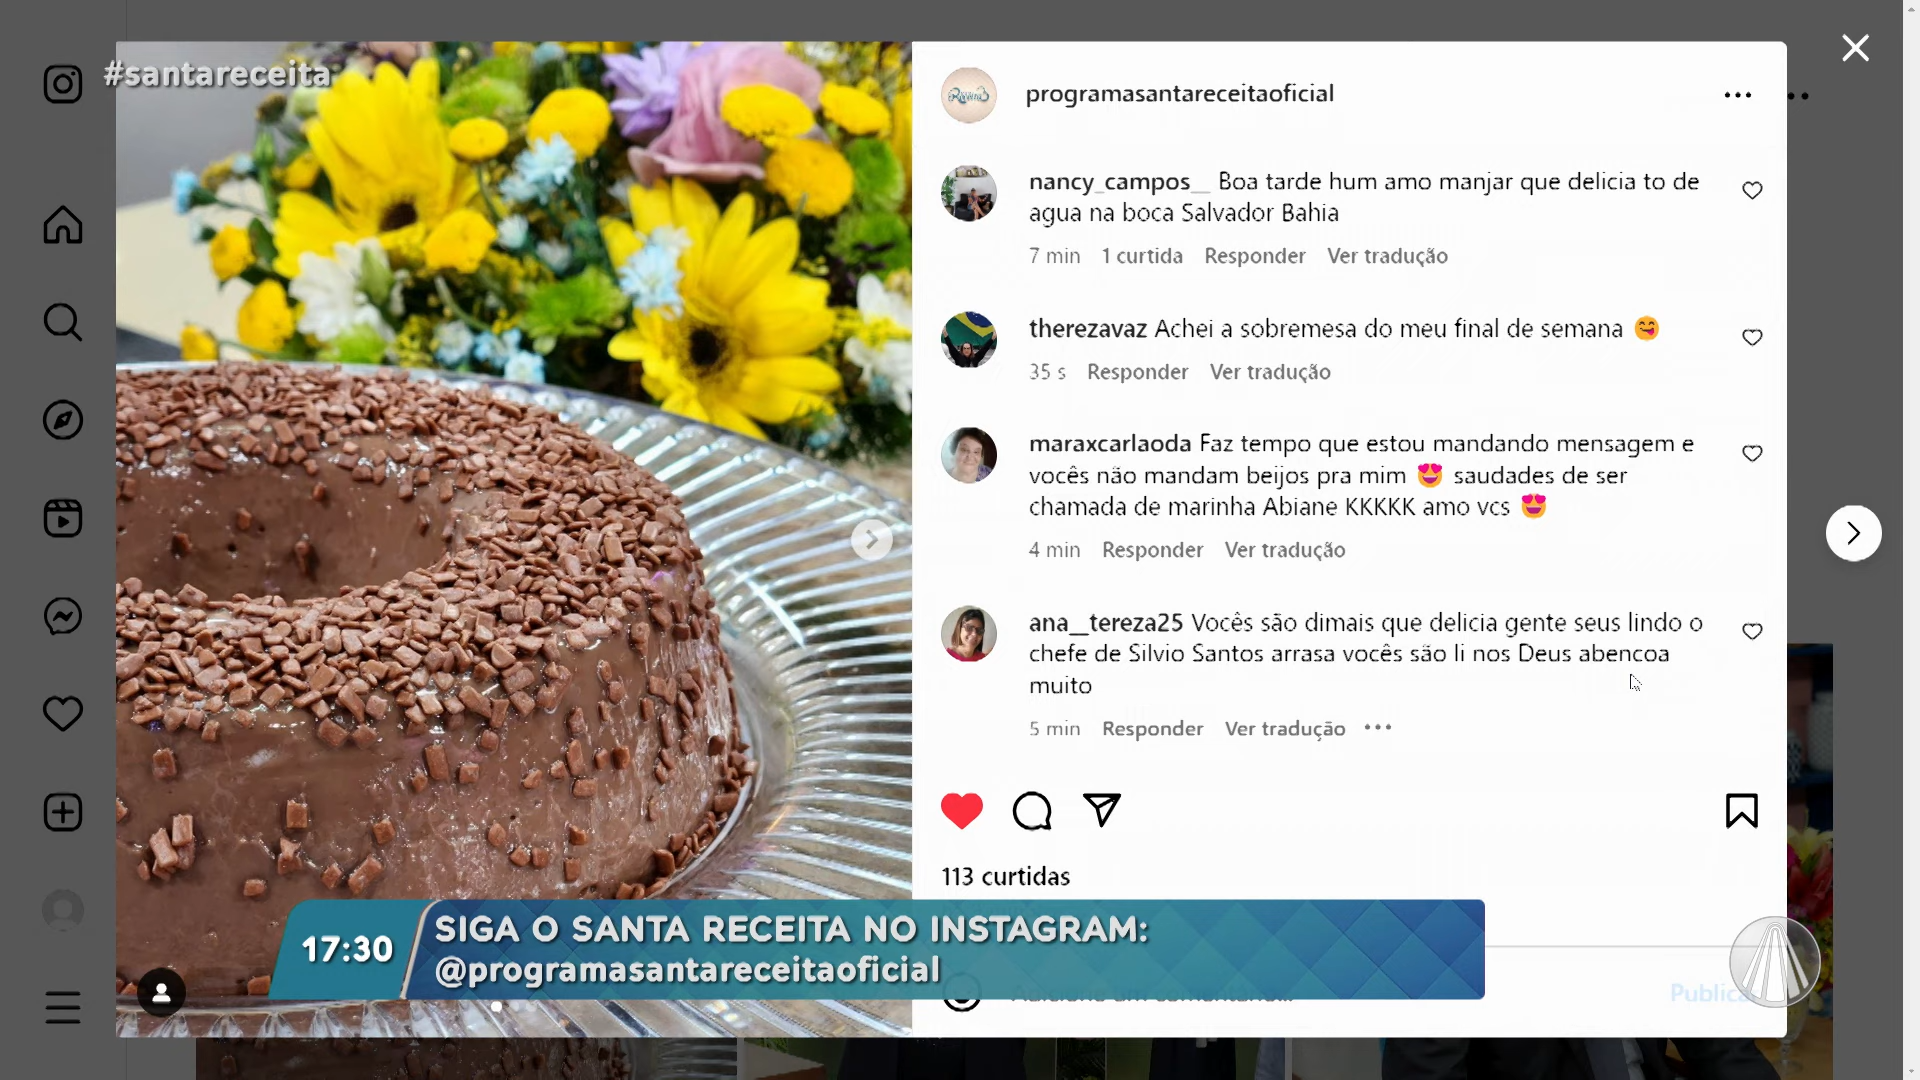 #santareceita
programasantareceitaoficial
nancy_campos__ Boa tarde hum amo manjar que delicia to de
agua na boca Salvador Bahia
7 min 1 curtida Responder Ver tradução
therezavaz Achei a sobremesa do meu final de semana 😋
35 s Responder Ver tradução
maraxcarlaoda Faz tempo que estou mandando mensagem e
vocês não mandam beijos pra mim 😍 saudades de ser
chamada de marinha Abiane KKKKK amo vcs 😍
4 min Responder Ver tradução
ana__tereza25 Vocês são dimais que delicia gente seus lindo o
chefe de Silvio Santos arrasa vocês são li nos Deus abencoa
muito
5 min Responder Ver tradução
113 curtidas
17:30
SIGA O SANTA RECEITA NO INSTAGRAM:
@programasantareceitaoficial